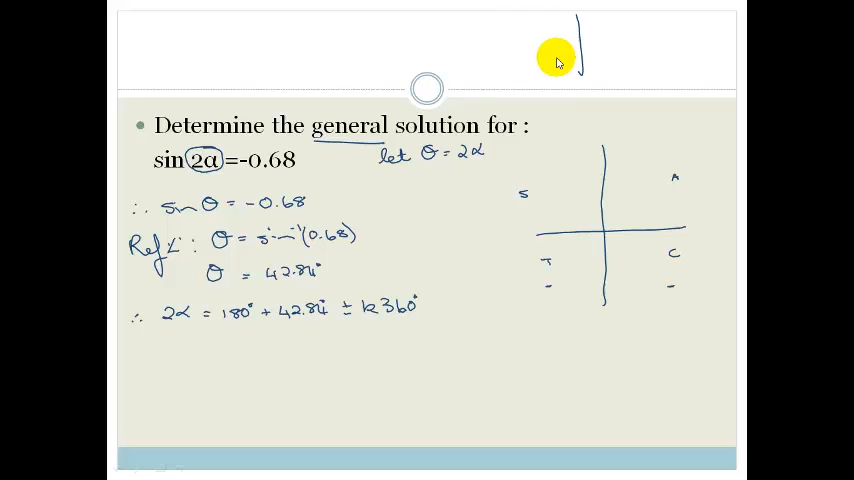 Determine the general solution for :
sin 2α=-0.68
let θ = 2α
∴ sin θ = -0.68
Ref ∠ : θ = sin⁻¹(0.68)
θ = 42.84°
∴ 2α = 180° + 42.84° ± k360°
S A
T C
- -